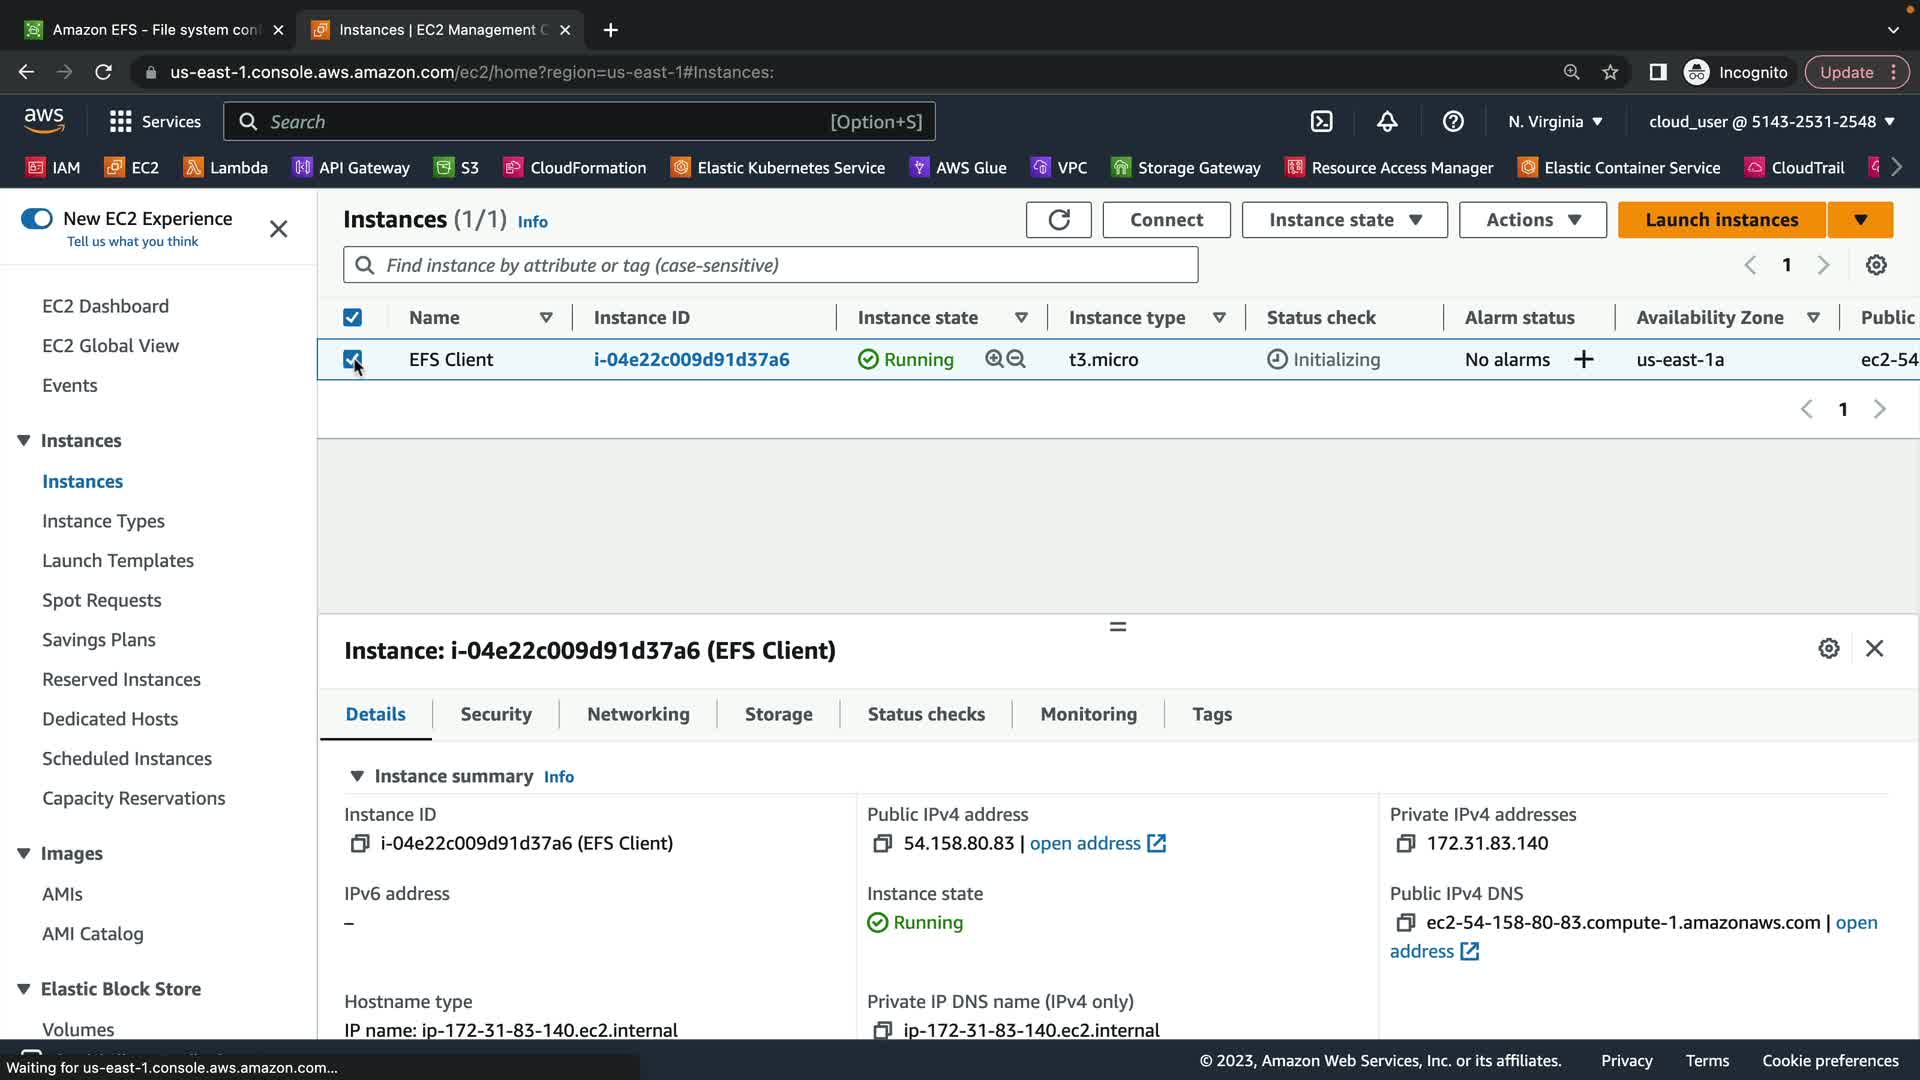 Amazon EFS - File system con
Instances | EC2 Management C
us-east-1.console.aws.amazon.com/ec2/home?region=us-east-1#Instances:
Incognito
Update
aws
Services
Search
[Option+S]
N. Virginia
cloud_user @ 5143-2531-2548
IAM
EC2
Lambda
API Gateway
S3
CloudFormation
Elastic Kubernetes Service
AWS Glue
VPC
Storage Gateway
Resource Access Manager
Elastic Container Service
CloudTrail
New EC2 Experience
Tell us what you think
EC2 Dashboard
EC2 Global View
Events
Instances
Instances
Instance Types
Launch Templates
Spot Requests
Savings Plans
Reserved Instances
Dedicated Hosts
Scheduled Instances
Capacity Reservations
Images
AMIs
AMI Catalog
Elastic Block Store
Volumes
Instances (1/1) Info
Connect
Instance state
Actions
Launch instances
Find instance by attribute or tag (case-sensitive)
1
Name
Instance ID
Instance state
Instance type
Status check
Alarm status
Availability Zone
Public
EFS Client
i-04e22c009d91d37a6
Running
t3.micro
Initializing
No alarms
us-east-1a
ec2-54
1
Instance: i-04e22c009d91d37a6 (EFS Client)
Details
Security
Networking
Storage
Status checks
Monitoring
Tags
Instance summary Info
Instance ID
i-04e22c009d91d37a6 (EFS Client)
Public IPv4 address
54.158.80.83 | open address
Private IPv4 addresses
172.31.83.140
IPv6 address
–
Instance state
Running
Public IPv4 DNS
ec2-54-158-80-83.compute-1.amazonaws.com | open
address
Hostname type
IP name: ip-172-31-83-140.ec2.internal
Private IP DNS name (IPv4 only)
ip-172-31-83-140.ec2.internal
Waiting for us-east-1.console.aws.amazon.com...
© 2023, Amazon Web Services, Inc. or its affiliates.
Privacy
Terms
Cookie preferences